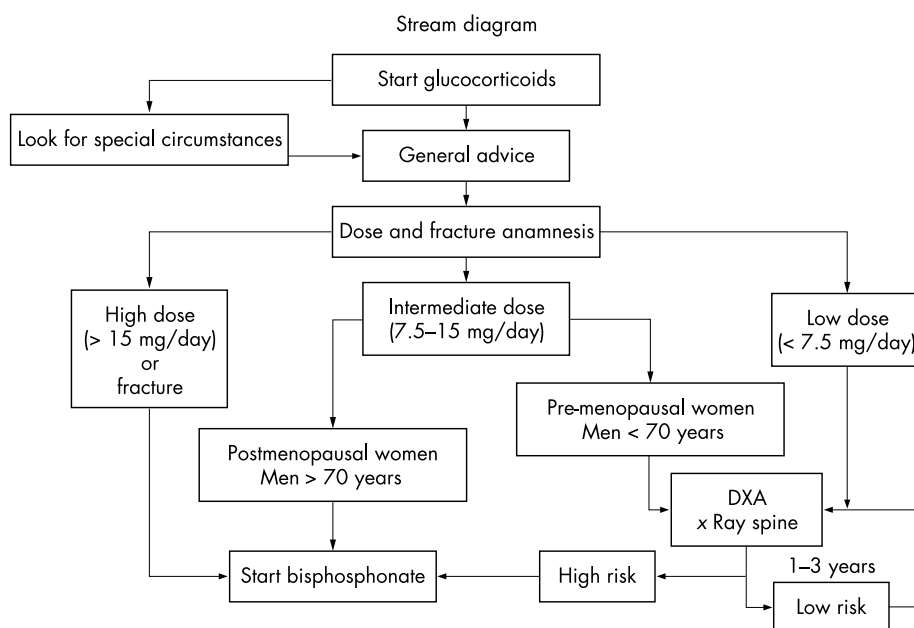 Stream diagram
Start glucocorticoids
Look for special circumstances
General advice
Dose and fracture anamnesis
High dose
(> 15 mg/day)
or
fracture
Intermediate dose
(7.5–15 mg/day)
Low dose
(< 7.5 mg/day)
Pre-menopausal women
Men < 70 years
Postmenopausal women
Men > 70 years
DXA
x Ray spine
Start bisphosphonate
High risk
1–3 years
Low risk